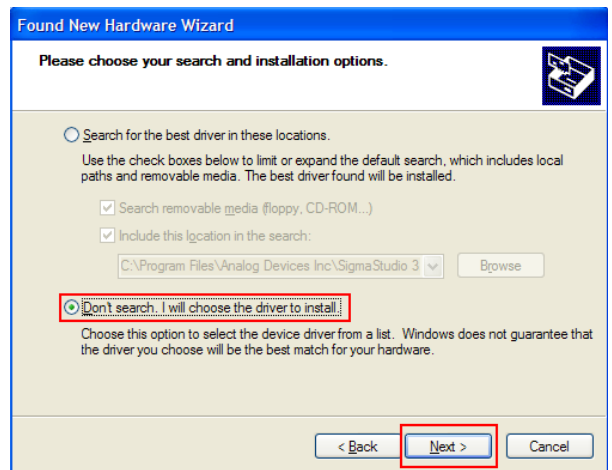 Found New Hardware Wizard
Please choose your search and installation options.
Search for the best driver in these locations.
Use the check boxes below to limit or expand the default search, which includes local
paths and removable media. The best driver found will be installed.
Search removable media (floppy, CD-ROM...)
Include this location in the search:
C:\Program Files\Analog Devices Inc\SigmaStudio 3
Browse
Don't search. I will choose the driver to install.
Choose this option to select the device driver from a list. Windows does not guarantee that
the driver you choose will be the best match for your hardware.
< Back Next > Cancel